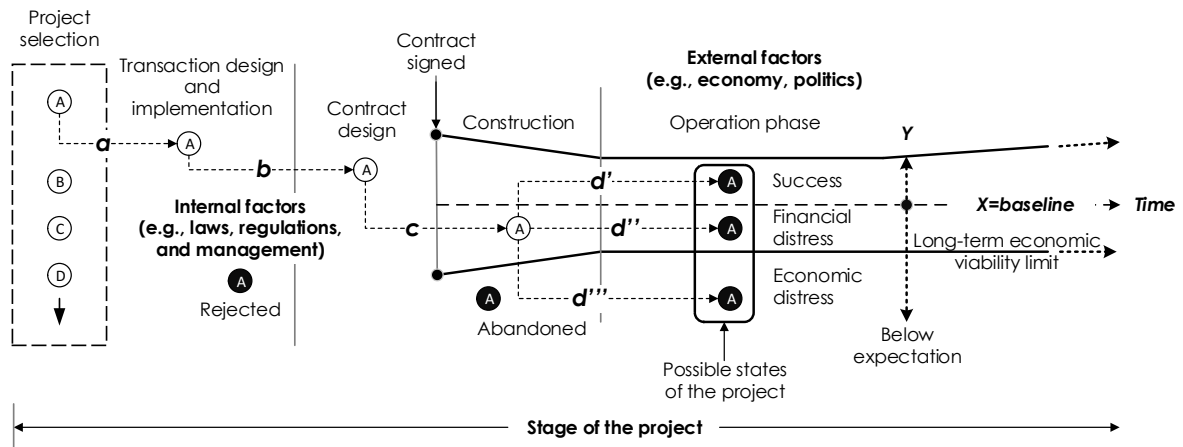 Project
selection
A
B
C
D
a
Transaction design
and
implementation
A
b
Internal factors
(e.g., laws, regulations,
and management)
A
Rejected
Contract
design
A
c
Contract
signed
Construction
A
A
Abandoned
d'
d''
d'''
External factors
(e.g., economy, politics)
Operation phase
A
Success
A
Financial
distress
A
Economic
distress
Possible states
of the project
Y
X=baseline
Time
Long-term economic
viability limit
Below
expectation
Stage of the project